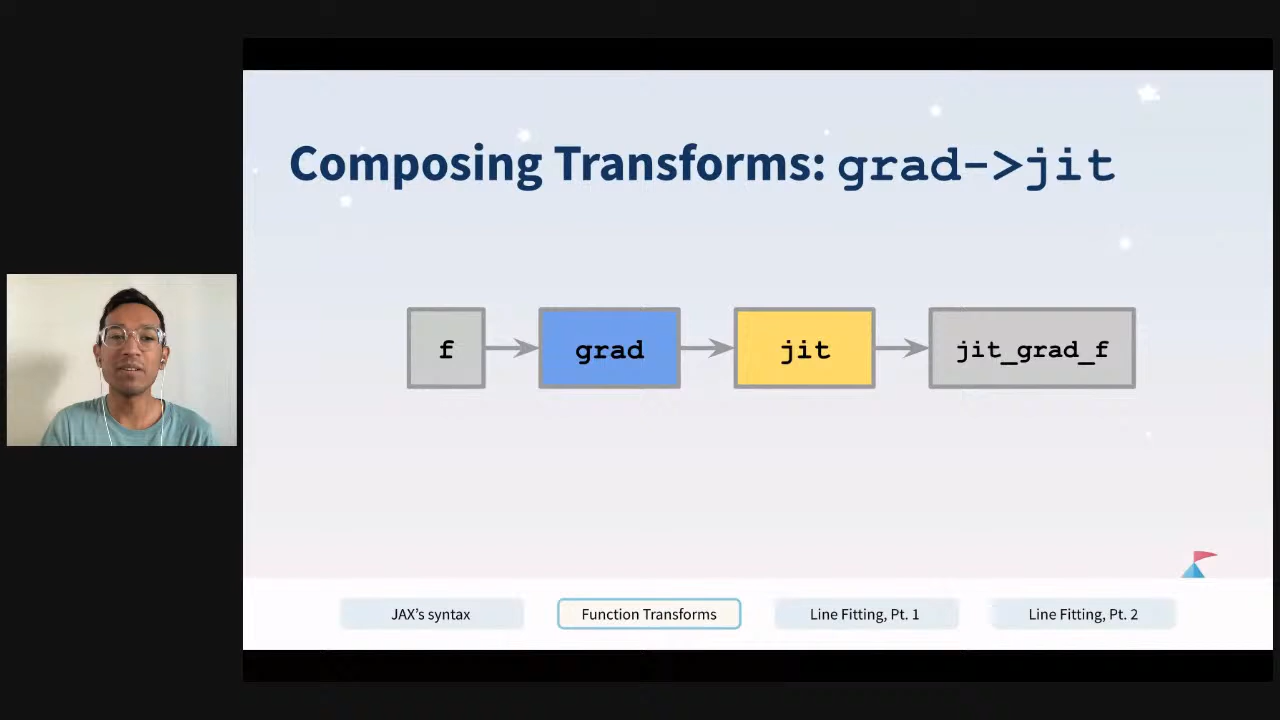 Composing Transforms: grad->jit
f
grad
jit
jit_grad_f
JAX's syntax
Function Transforms
Line Fitting, Pt. 1
Line Fitting, Pt. 2